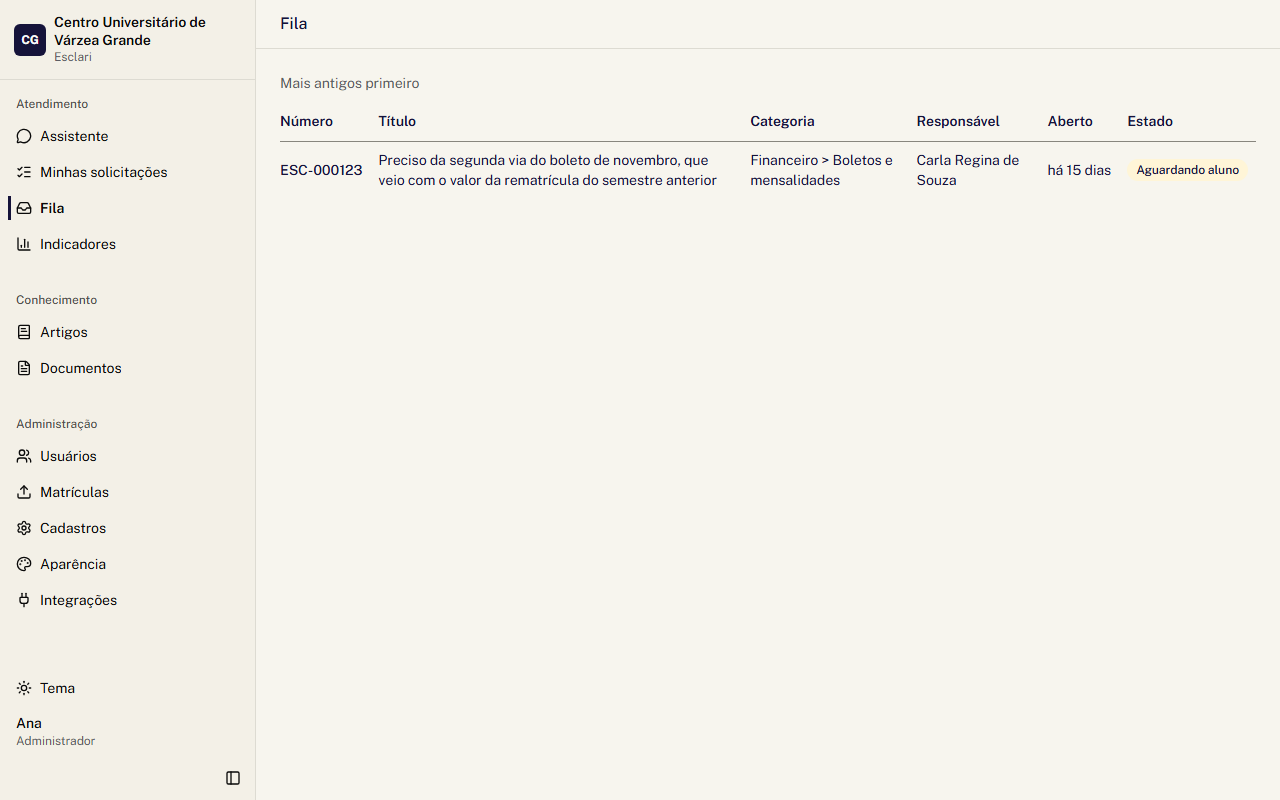 CG
Centro Universitário de
Várzea Grande
Esclari
Atendimento
Assistente
Minhas solicitações
Fila
Indicadores
Conhecimento
Artigos
Documentos
Administração
Usuários
Matrículas
Cadastros
Aparência
Integrações
Tema
Ana
Administrador
Fila
Mais antigos primeiro
Número Título Categoria Responsável Aberto Estado
ESC-000123 Preciso da segunda via do boleto de novembro, que veio com o valor da rematrícula do semestre anterior Financeiro > Boletos e mensalidades Carla Regina de Souza há 15 dias Aguardando aluno